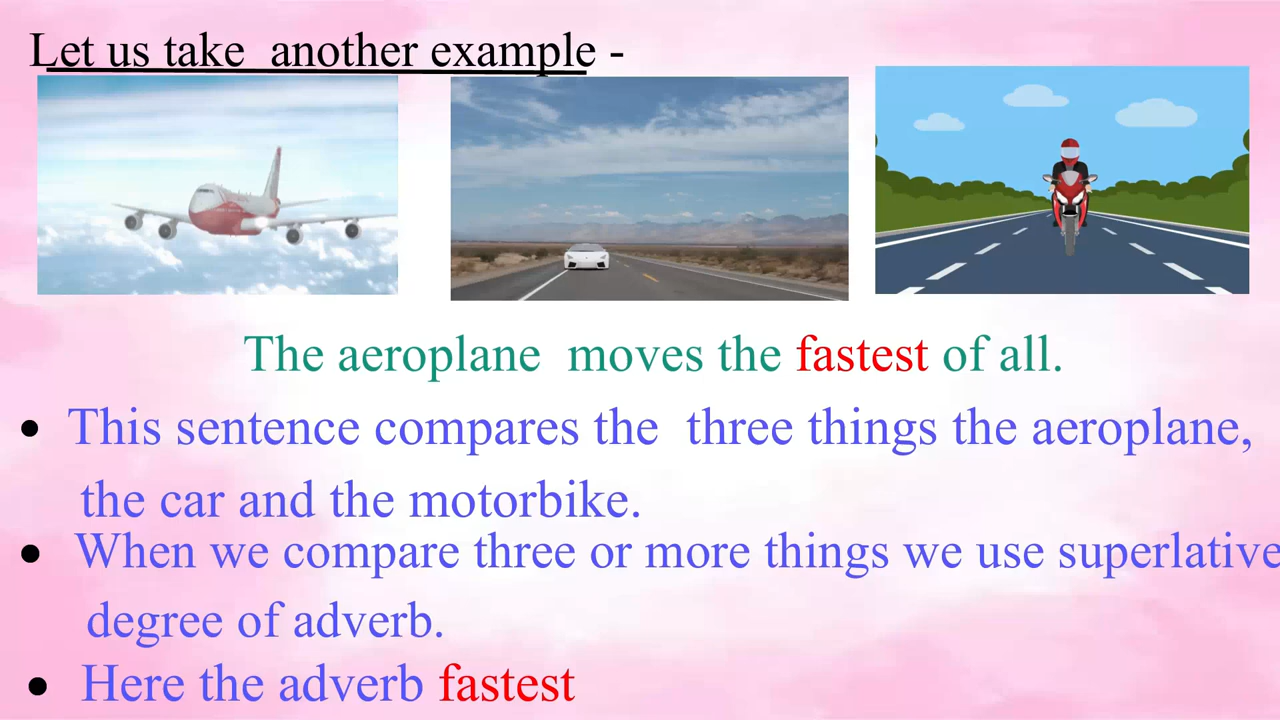 Let us take another example -
The aeroplane moves the fastest of all.
• This sentence compares the three things the aeroplane,
the car and the motorbike.
• When we compare three or more things we use superlative
degree of adverb.
• Here the adverb fastest